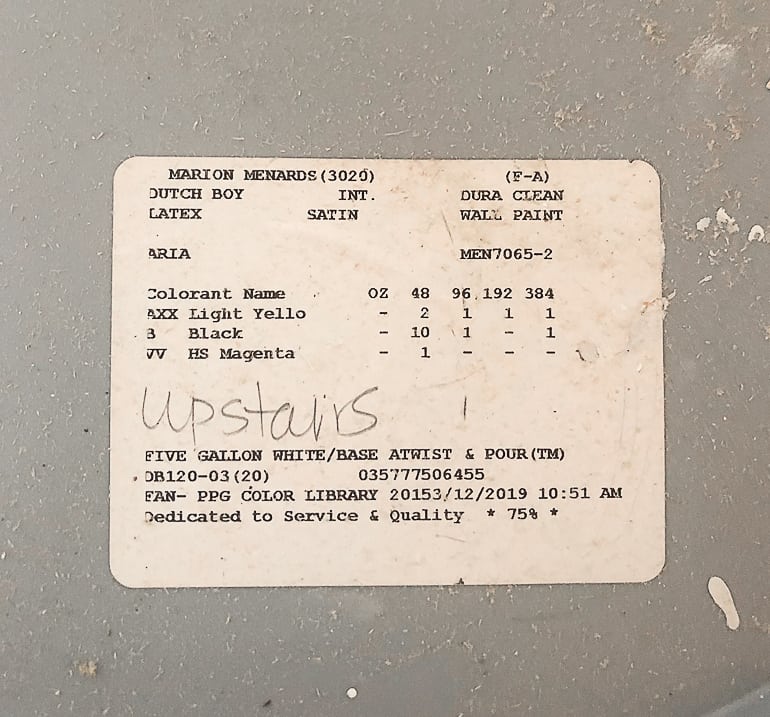 MARION MENARDS(3020) (F-A)
DUTCH BOY INT. DURA CLEAN
LATEX SATIN WALL PAINT
ARIA MEN7065-2
Colorant Name OZ 48 96 192 384
AXX Light Yello - 2 1 1 1
B Black - 10 1 - 1
VV HS Magenta - 1 - - -
Upstairs
FIVE GALLON WHITE/BASE ATWIST & POUR(TM)
DB120-03(20) 035777506455
FAN- PPG COLOR LIBRARY 20153/12/2019 10:51 AM
Dedicated to Service & Quality * 75% *